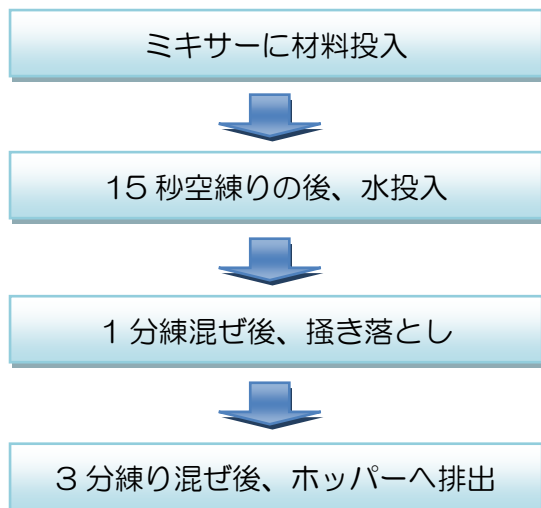 ミキサーに材料投入
15 秒空練りの後、水投入
1 分練混ぜ後、掻き落とし
3 分練り混ぜ後、ホッパーへ排出